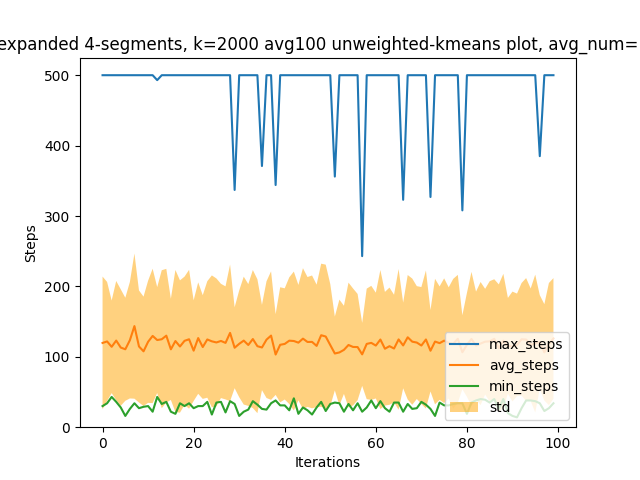 expanded 4-segments, k=2000 avg100 unweighted-kmeans plot, avg_num=
500
400
300
200
100
0
Steps
0 20 40 60 80 100
Iterations
max_steps
avg_steps
min_steps
std